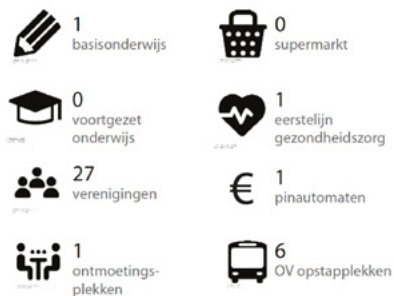 1
basisonderwijs
0
supermarkt
0
voortgezet
onderwijs
1
eerstelijn
gezondheidszorg
27
verenigingen
€ 1
pinautomaten
1
ontmoetings-
plekken
6
OV opstapplekken